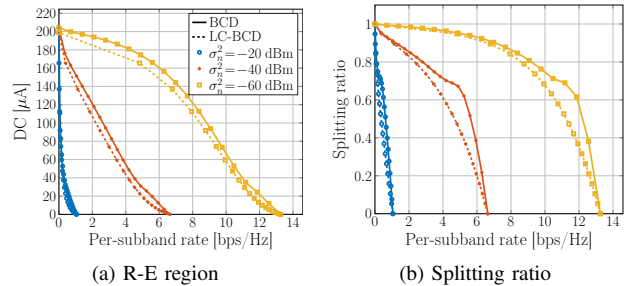 220
200
180
160
140
120
100
80
60
40
20
0
DC [μA]
BCD
LC-BCD
σ²ₙ=−20 dBm
σ²ₙ=−40 dBm
σ²ₙ=−60 dBm
0 2 4 6 8 10 12 14
Per-subband rate [bps/Hz]
(a) R-E region
1
0.8
0.6
0.4
0.2
0
Splitting ratio
0 2 4 6 8 10 12 14
Per-subband rate [bps/Hz]
(b) Splitting ratio